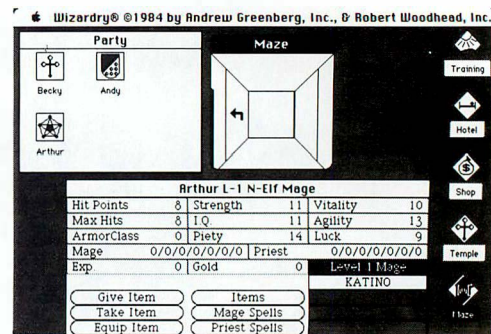 Wizardry® ©1984 by Andrew Greenberg, Inc., & Robert Woodhead, Inc.
Party
Becky
Andy
Arthur
Maze
Training
Hotel
Shop
Temple
Maze
Arthur L-1 N-Elf Mage
Hit Points 8 Strength 11 Vitality 10
Max Hits 8 I.Q. 11 Agility 13
ArmorClass 0 Piety 14 Luck 9
Mage 0/0/0/0/0/0/0 Priest 0/0/0/0/0/0/0
Exp. 0 Gold 0 Level 1 Mage
KATINO
Give Item Items
Take Item Mage Spells
Equip Item Priest Spells